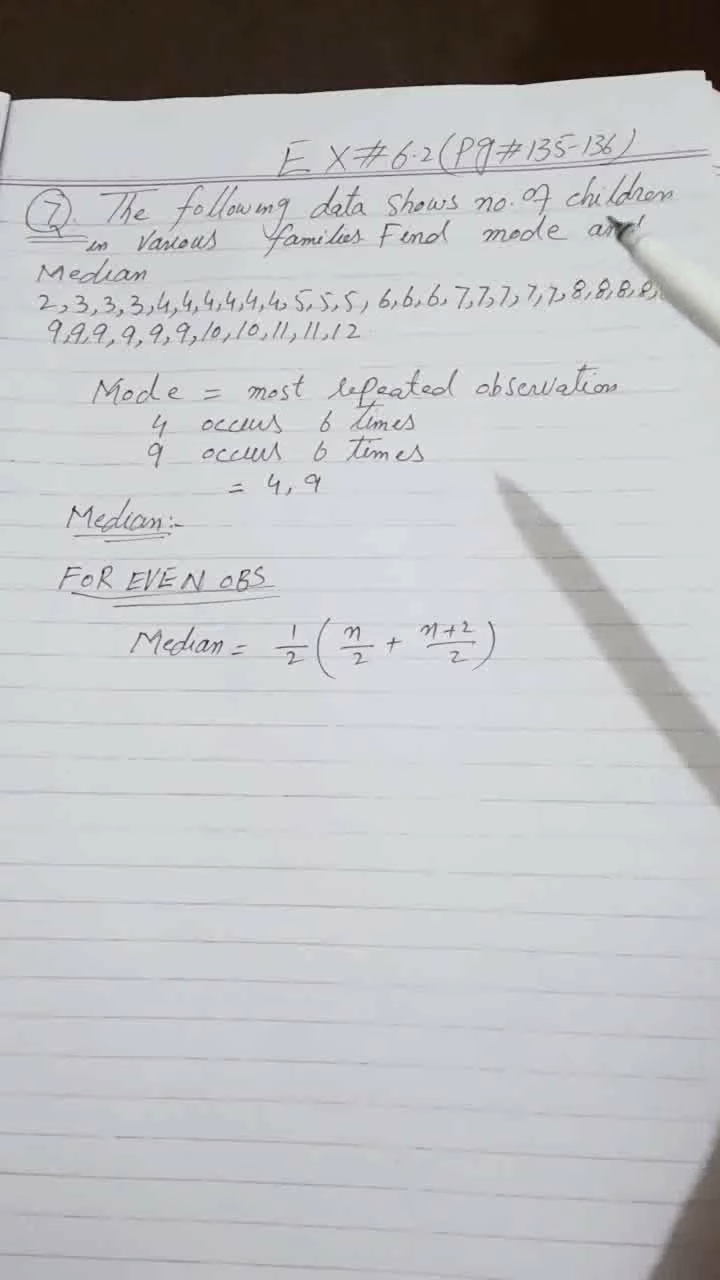 EX#6.2(Pg#135-136)
7. The following data shows no. of children
in various families Find mode and
Median
2,3,3,3,4,4,4,4,4,4,5,5,5,6,6,6,7,7,7,7,7,8,8,8,8,
9,9,9,9,9,9,10,10,11,11,12
Mode = most repeated observation
4 occurs 6 times
9 occurs 6 times
= 4, 9
Median:-
FOR EVEN OBS
Median = 1/2 (n/2 + n+2/2)